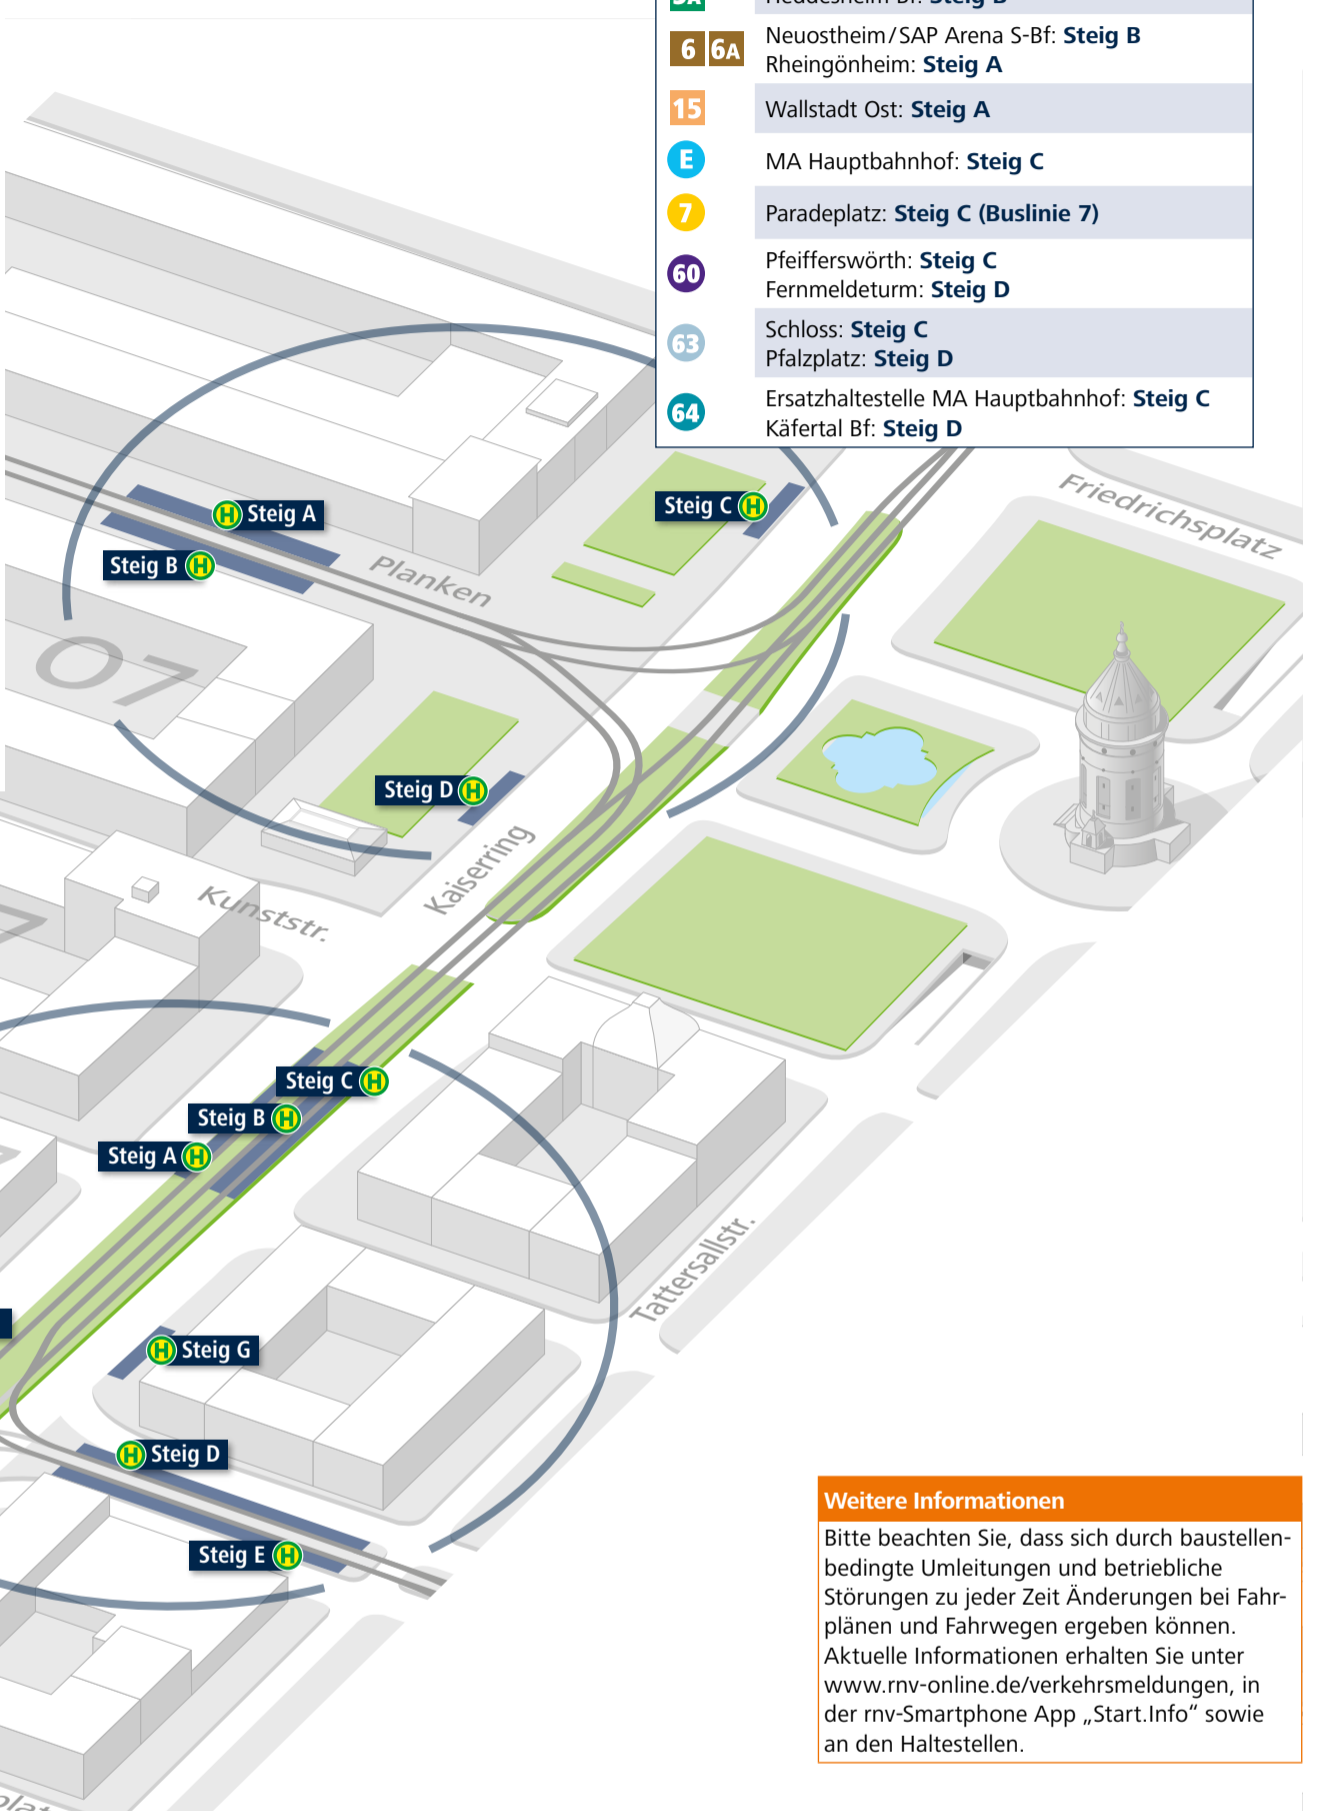 6 6A Neuostheim/SAP Arena S-Bf: Steig B
Rheingönheim: Steig A
15 Wallstadt Ost: Steig A
E MA Hauptbahnhof: Steig C
7 Paradeplatz: Steig C (Buslinie 7)
60 Pfeifferswörth: Steig C
Fernmeldeturm: Steig D
63 Schloss: Steig C
Pfalzplatz: Steig D
64 Ersatzhaltestelle MA Hauptbahnhof: Steig C
Käfertal Bf: Steig D
Friedrichsplatz
Steig C H
H Steig A
Steig B H
Planken
O7
Steig D H
Kaiserring
Kunststr.
Steig C H
Steig B H
Steig A H
Tattersallstr.
H Steig G
H Steig D
Steig E H
Weitere Informationen
Bitte beachten Sie, dass sich durch baustellen-
bedingte Umleitungen und betriebliche
Störungen zu jeder Zeit Änderungen bei Fahr-
plänen und Fahrwegen ergeben können.
Aktuelle Informationen erhalten Sie unter
www.rnv-online.de/verkehrsmeldungen, in
der rnv-Smartphone App „Start.Info“ sowie
an den Haltestellen.